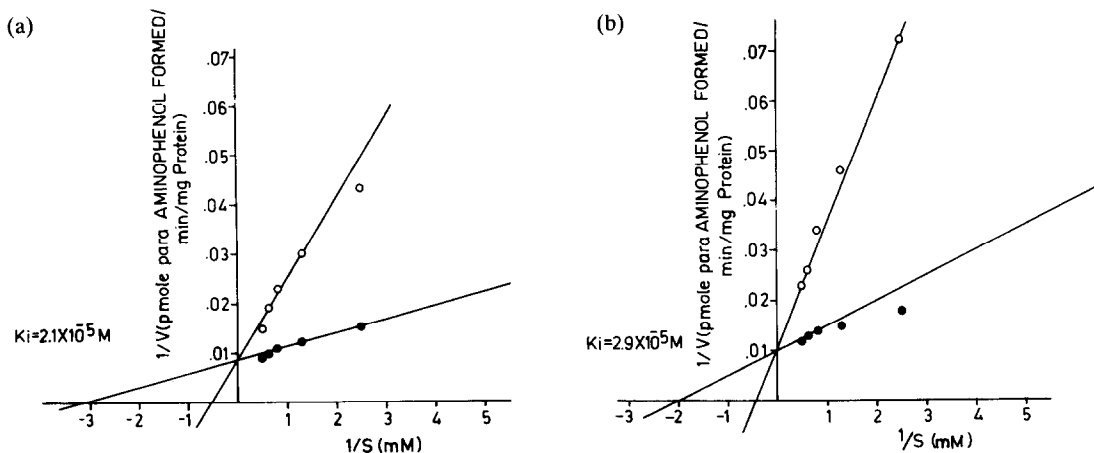 (a)
1/V(pmole para AMINOPHENOL FORMED/
min/mg Protein)
.07
.06
.05
.04
.03
.02
.01
Ki=2.1X10⁻⁵M
-3 -2 -1 1 2 3 4 5
1/S (mM)
(b)
1/V(pmole para AMINOPHENOL FORMED/
min/mg Protein)
.07
.06
.05
.04
.03
.02
.01
Ki=2.9X10⁻⁵M
-3 -2 -1 1 2 3 4 5
1/S (mM)